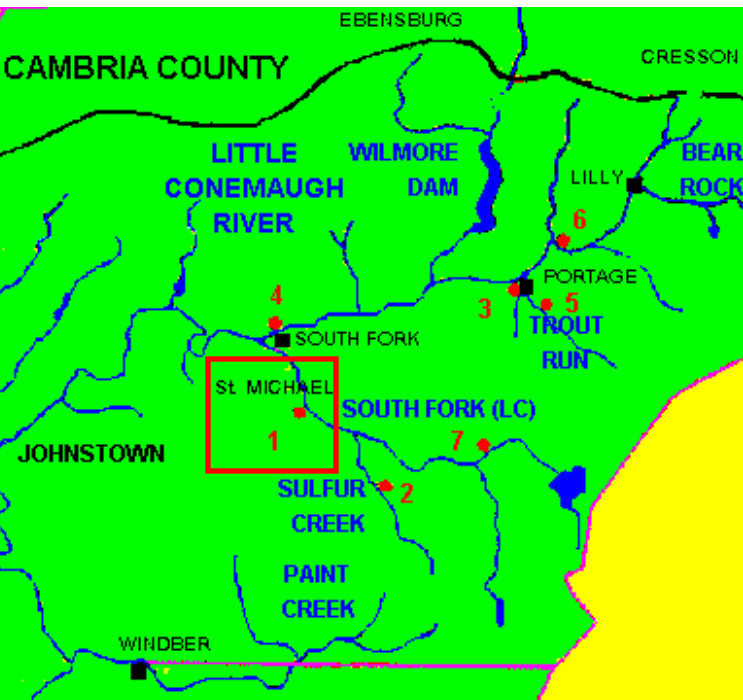 EBENSBURG
CRESSON
CAMBRIA COUNTY
LITTLE
CONEMAUGH
RIVER
WILMORE
DAM
BEAR
ROCK
LILLY
6
PORTAGE
3
5
TROUT
RUN
4
SOUTH FORK
St. MICHAEL
1
SOUTH FORK (LC)
7
JOHNSTOWN
SULFUR
CREEK
2
PAINT
CREEK
WINDBER